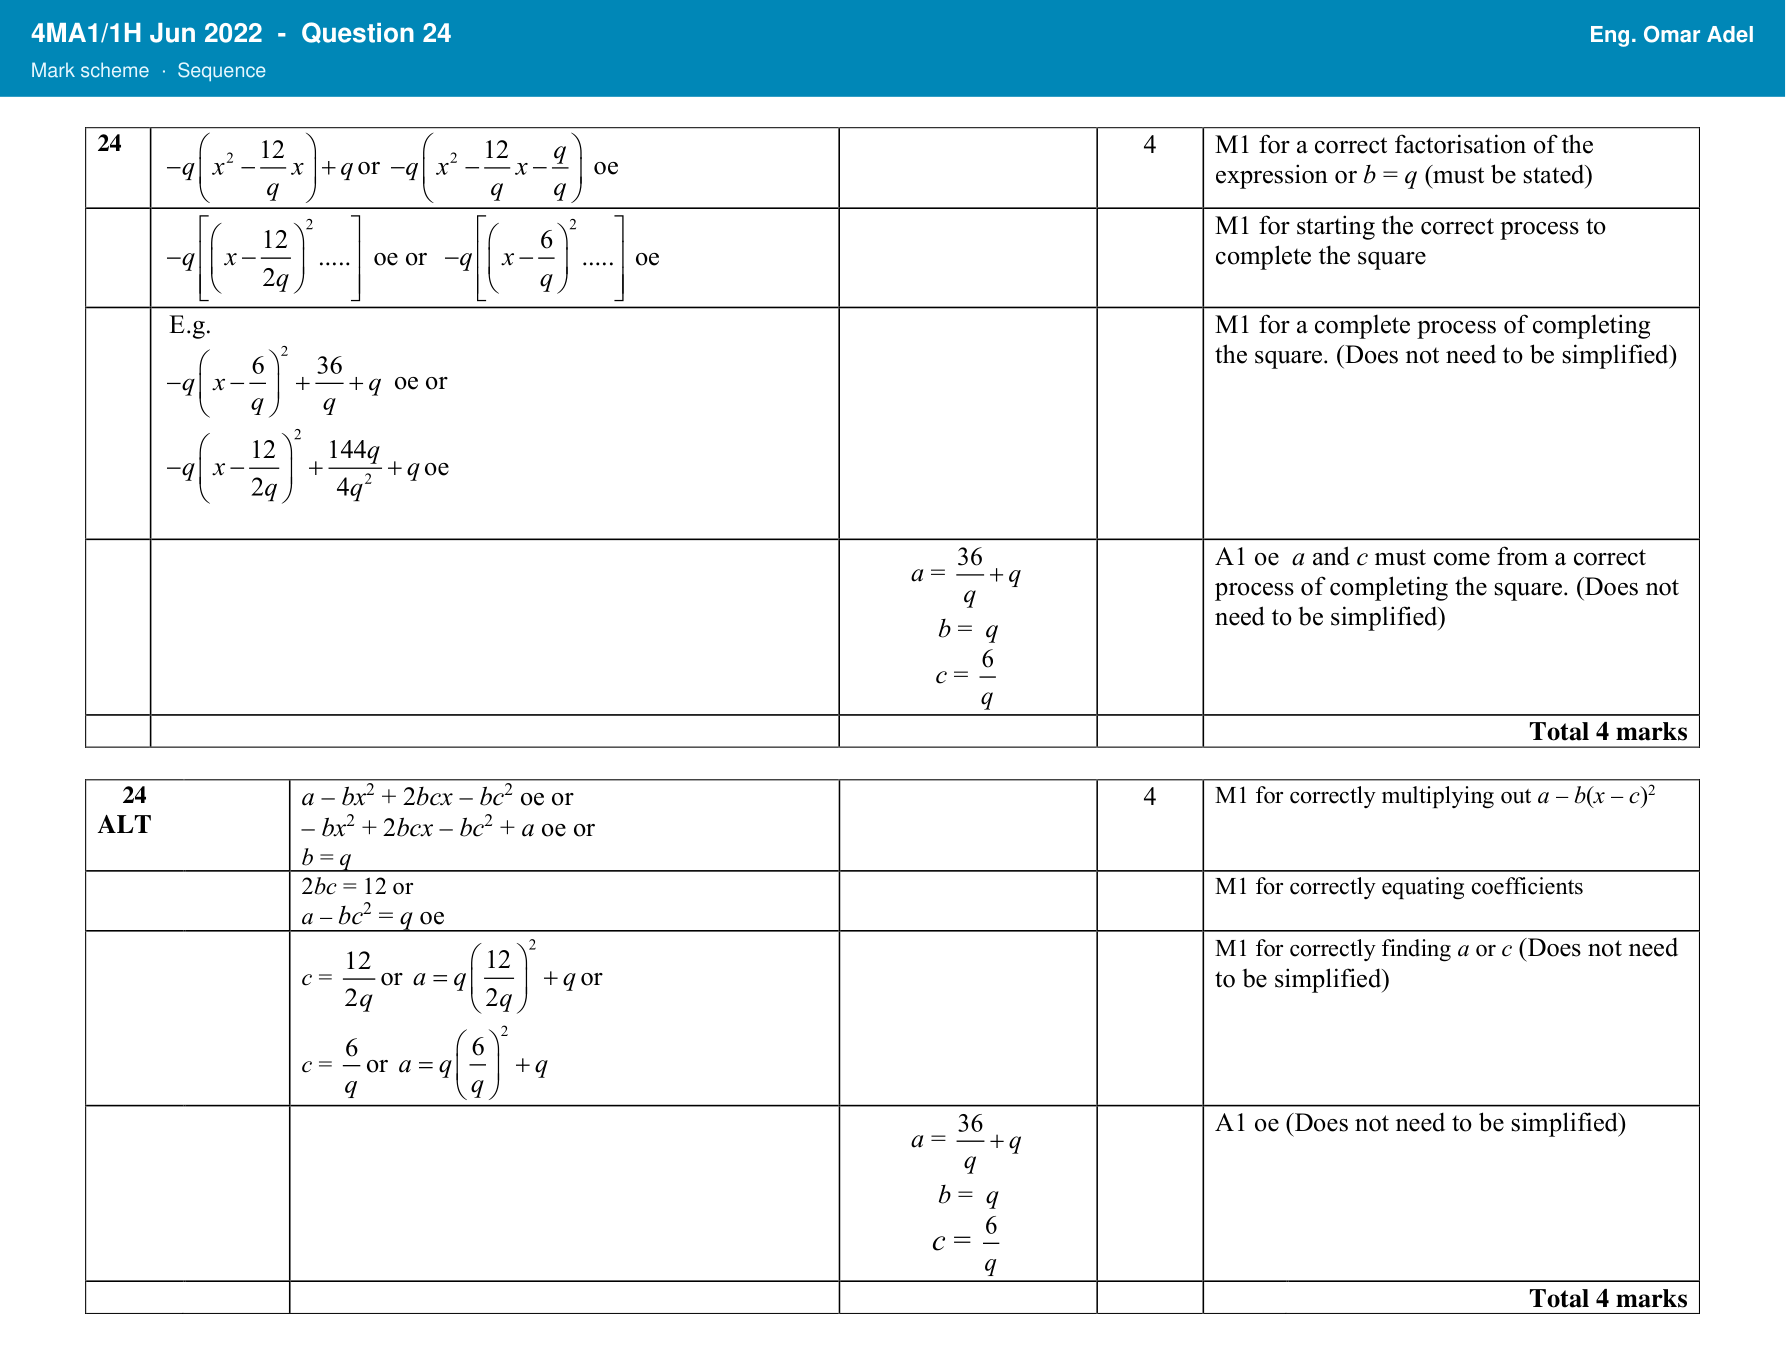 4MA1/1H Jun 2022 - Question 24
Eng. Omar Adel
Mark scheme · Sequence
24
−q(x² − 12/q x) + q or −q(x² − 12/q x − q/q) oe
4
M1 for a correct factorisation of the
expression or b = q (must be stated)
−q[(x − 12/2q)² .....] oe or −q[(x − 6/q)² .....] oe
M1 for starting the correct process to
complete the square
E.g.
−q(x − 6/q)² + 36/q + q oe or
−q(x − 12/2q)² + 144q/4q² + q oe
M1 for a complete process of completing
the square. (Does not need to be simplified)
a = 36/q + q
b = q
c = 6/q
A1 oe a and c must come from a correct
process of completing the square. (Does not
need to be simplified)
Total 4 marks
24
ALT
a – bx² + 2bcx – bc² oe or
– bx² + 2bcx – bc² + a oe or
b = q
4
M1 for correctly multiplying out a – b(x – c)²
2bc = 12 or
a – bc² = q oe
M1 for correctly equating coefficients
c = 12/2q or a = q(12/2q)² + q or
c = 6/q or a = q(6/q)² + q
M1 for correctly finding a or c (Does not need
to be simplified)
a = 36/q + q
b = q
c = 6/q
A1 oe (Does not need to be simplified)
Total 4 marks